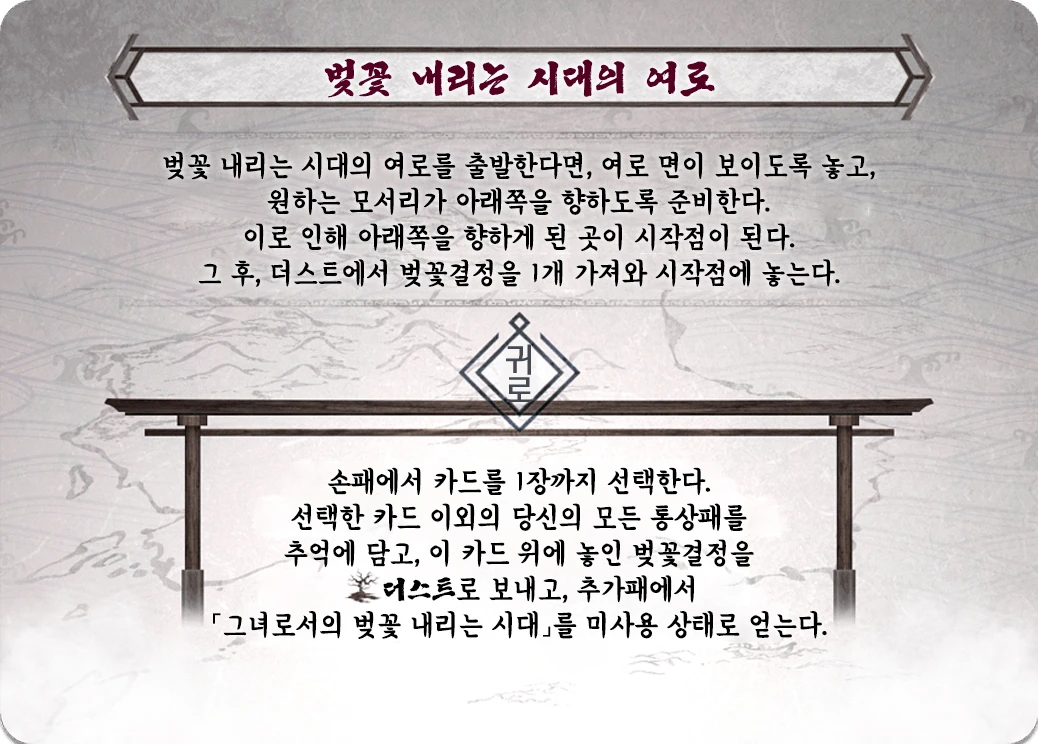 벚꽃 내리는 시대의 여로
벚꽃 내리는 시대의 여로를 출발한다면, 여로 면이 보이도록 놓고,
원하는 모서리가 아래쪽을 향하도록 준비한다.
이로 인해 아래쪽을 향하게 된 곳이 시작점이 된다.
그 후, 더스트에서 벚꽃결정을 1개 가져와 시작점에 놓는다.
귀
로
손패에서 카드를 1장까지 선택한다.
선택한 카드 이외의 당신의 모든 통상패를
추억에 담고, 이 카드 위에 놓인 벚꽃결정을
더스트로 보내고, 추가패에서
「그녀로서의 벚꽃 내리는 시대」를 미사용 상태로 얻는다.